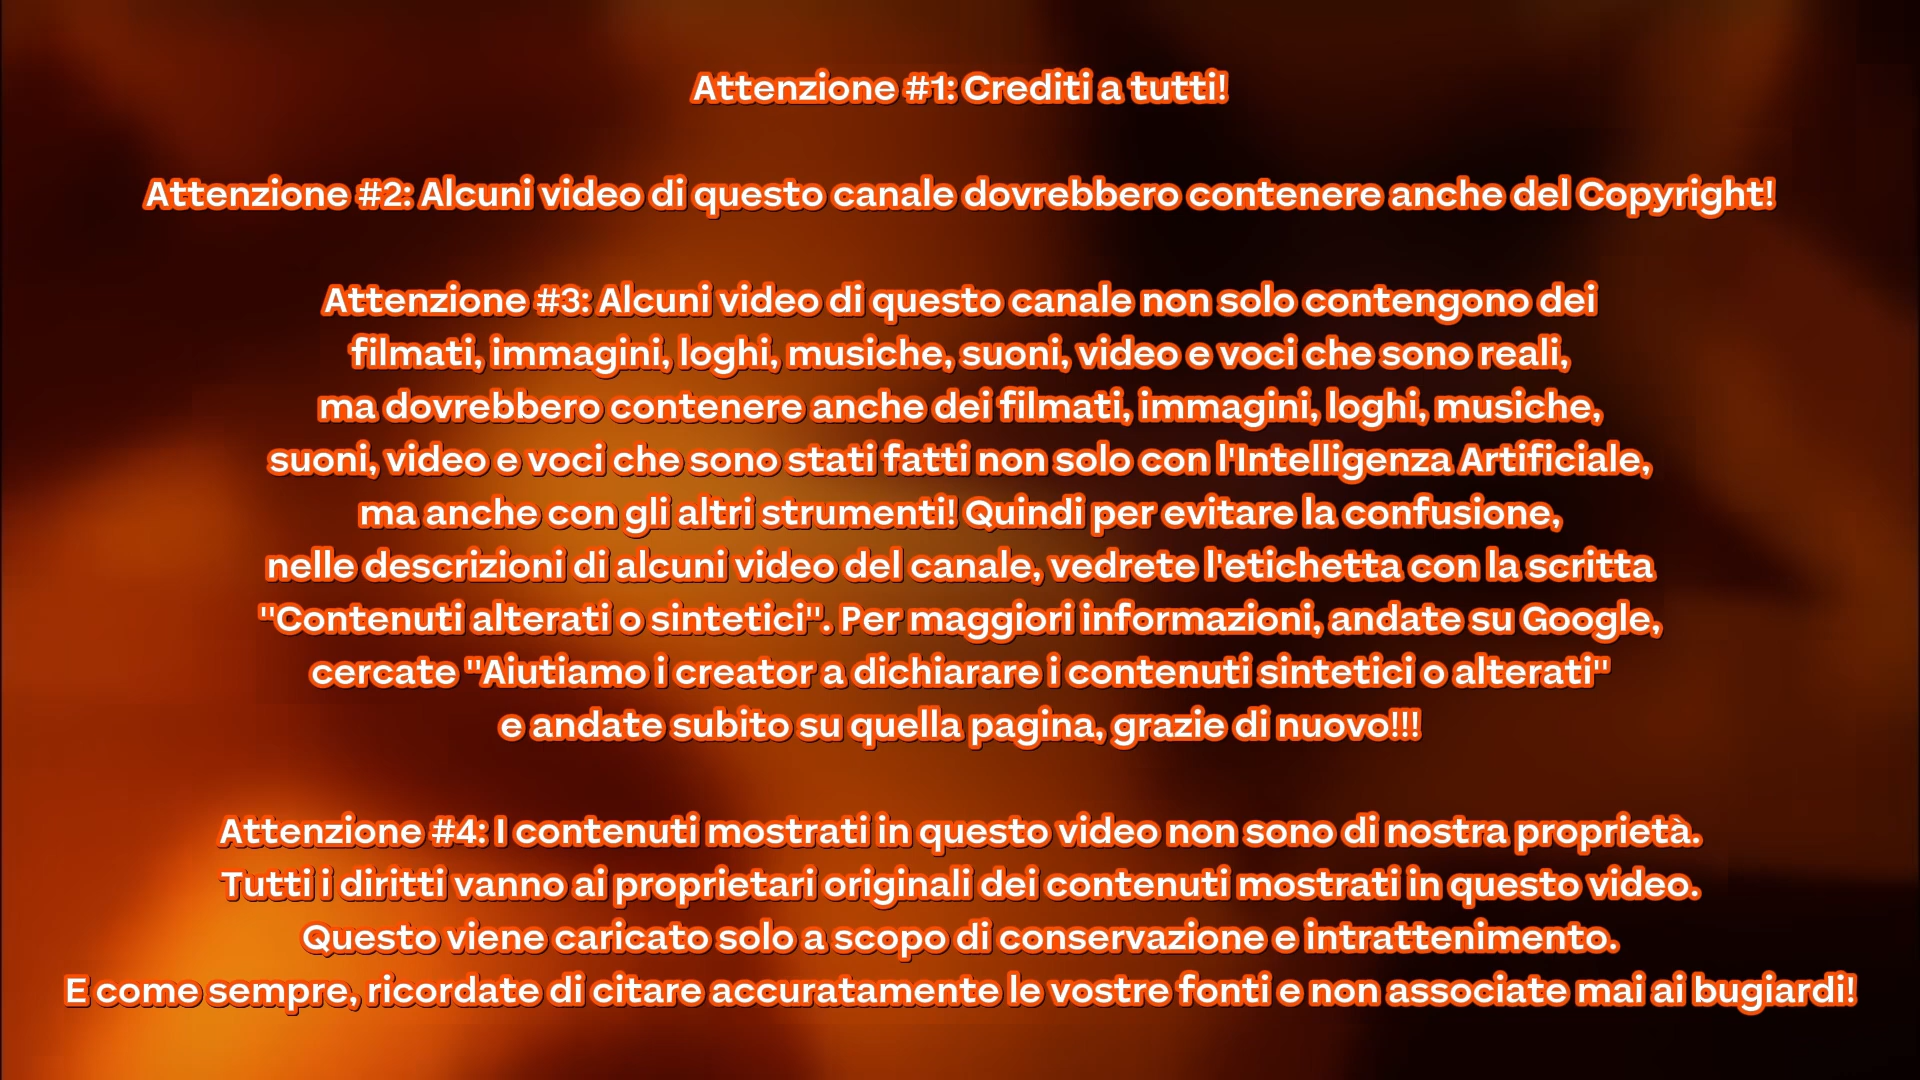 Attenzione #1: Crediti a tutti!
Attenzione #2: Alcuni video di questo canale dovrebbero contenere anche del Copyright!
Attenzione #3: Alcuni video di questo canale non solo contengono dei
filmati, immagini, loghi, musiche, suoni, video e voci che sono reali,
ma dovrebbero contenere anche dei filmati, immagini, loghi, musiche,
suoni, video e voci che sono stati fatti non solo con l'Intelligenza Artificiale,
ma anche con gli altri strumenti! Quindi per evitare la confusione,
nelle descrizioni di alcuni video del canale, vedrete l'etichetta con la scritta
"Contenuti alterati o sintetici". Per maggiori informazioni, andate su Google,
cercate "Aiutiamo i creator a dichiarare i contenuti sintetici o alterati"
e andate subito su quella pagina, grazie di nuovo!!!
Attenzione #4: I contenuti mostrati in questo video non sono di nostra proprietà.
Tutti i diritti vanno ai proprietari originali dei contenuti mostrati in questo video.
Questo viene caricato solo a scopo di conservazione e intrattenimento.
E come sempre, ricordate di citare accuratamente le vostre fonti e non associate mai ai bugiardi!